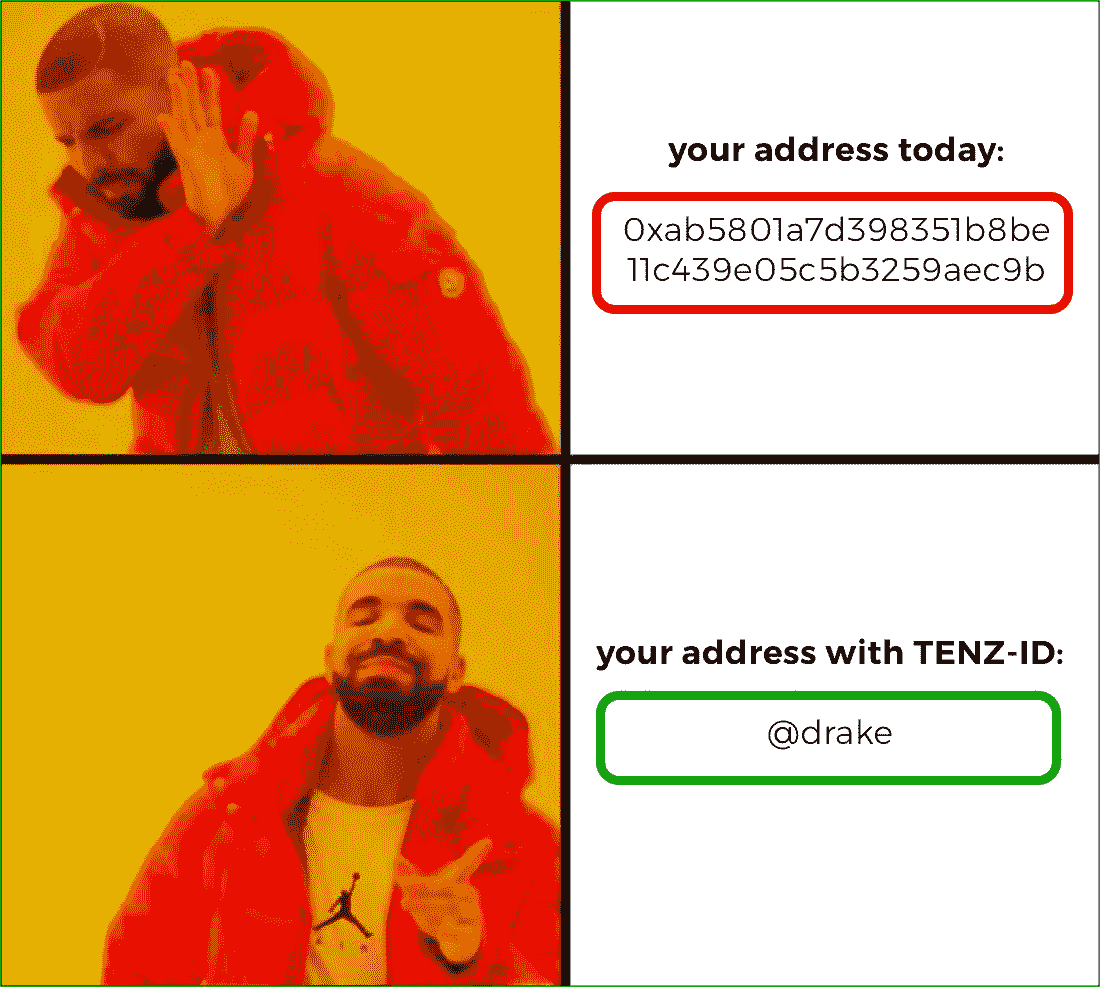 your address today:
0xab5801a7d398351b8be
11c439e05c5b3259aec9b
your address with TENZ-ID:
@drake